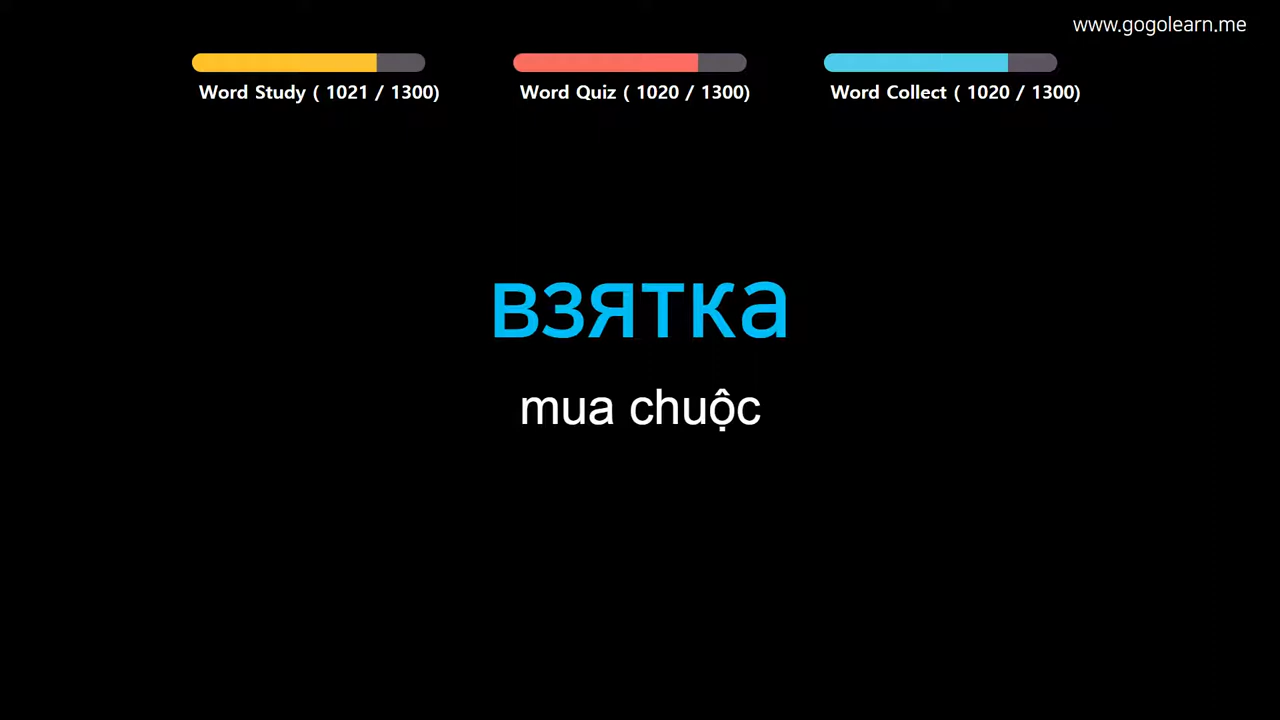 www.gogolearn.me
Word Study ( 1021 / 1300)
Word Quiz ( 1020 / 1300)
Word Collect ( 1020 / 1300)
взятка
mua chuộc